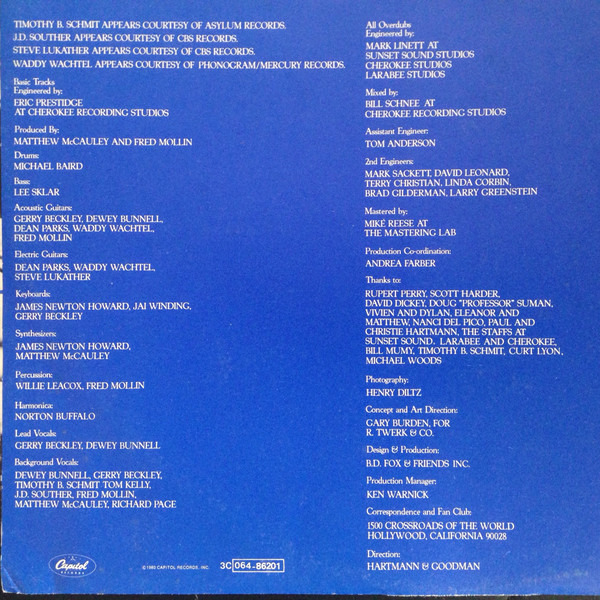 TIMOTHY B. SCHMIT APPEARS COURTESY OF ASYLUM RECORDS.
J.D. SOUTHER APPEARS COURTESY OF CBS RECORDS.
STEVE LUKATHER APPEARS COURTESY OF CBS RECORDS.
WADDY WACHTEL APPEARS COURTESY OF PHONOGRAM/MERCURY RECORDS.
Basic Tracks
Engineered by:
ERIC PRESTIDGE
AT CHEROKEE RECORDING STUDIOS
Produced By:
MATTHEW McCAULEY AND FRED MOLLIN
Drums:
MICHAEL BAIRD
Bass:
LEE SKLAR
Acoustic Guitars:
GERRY BECKLEY, DEWEY BUNNELL,
DEAN PARKS, WADDY WACHTEL,
FRED MOLLIN
Electric Guitars:
DEAN PARKS, WADDY WACHTEL,
STEVE LUKATHER
Keyboards:
JAMES NEWTON HOWARD, JAI WINDING,
GERRY BECKLEY
Synthesizers:
JAMES NEWTON HOWARD,
MATTHEW McCAULEY
Percussion:
WILLIE LEACOX, FRED MOLLIN
Harmonica:
NORTON BUFFALO
Lead Vocals:
GERRY BECKLEY, DEWEY BUNNELL
Background Vocals:
DEWEY BUNNELL, GERRY BECKLEY,
TIMOTHY B. SCHMIT TOM KELLY,
J.D. SOUTHER, FRED MOLLIN,
MATTHEW McCAULEY, RICHARD PAGE
Capitol
RECORDS
©1980 CAPITOL RECORDS, INC.
3C 064-86201
All Overdubs
Engineered by:
MARK LINETT AT
SUNSET SOUND STUDIOS
CHEROKEE STUDIOS
LARABEE STUDIOS
Mixed by:
BILL SCHNEE AT
CHEROKEE RECORDING STUDIOS
Assistant Engineer:
TOM ANDERSON
2nd Engineers:
MARK SACKETT, DAVID LEONARD,
TERRY CHRISTIAN, LINDA CORBIN,
BRAD GILDERMAN, LARRY GREENSTEIN
Mastered by:
MIKE REESE AT
THE MASTERING LAB
Production Co-ordination:
ANDREA FARBER
Thanks to:
RUPERT PERRY, SCOTT HARDER,
DAVID DICKEY, DOUG "PROFESSOR" SUMAN,
VIVIEN AND DYLAN, ELEANOR AND
MATTHEW, NANCI DEL PICO, PAUL AND
CHRISTIE HARTMANN, THE STAFFS AT
SUNSET SOUND, LARABEE AND CHEROKEE,
BILL MUMY, TIMOTHY B. SCHMIT, CURT LYON,
MICHAEL WOODS
Photography:
HENRY DILTZ
Concept and Art Direction:
GARY BURDEN, FOR
R. TWERK & CO.
Design & Production:
B.D. FOX & FRIENDS INC.
Production Manager:
KEN WARNICK
Correspondence and Fan Club:
1500 CROSSROADS OF THE WORLD
HOLLYWOOD, CALIFORNIA 90028
Direction:
HARTMANN & GOODMAN